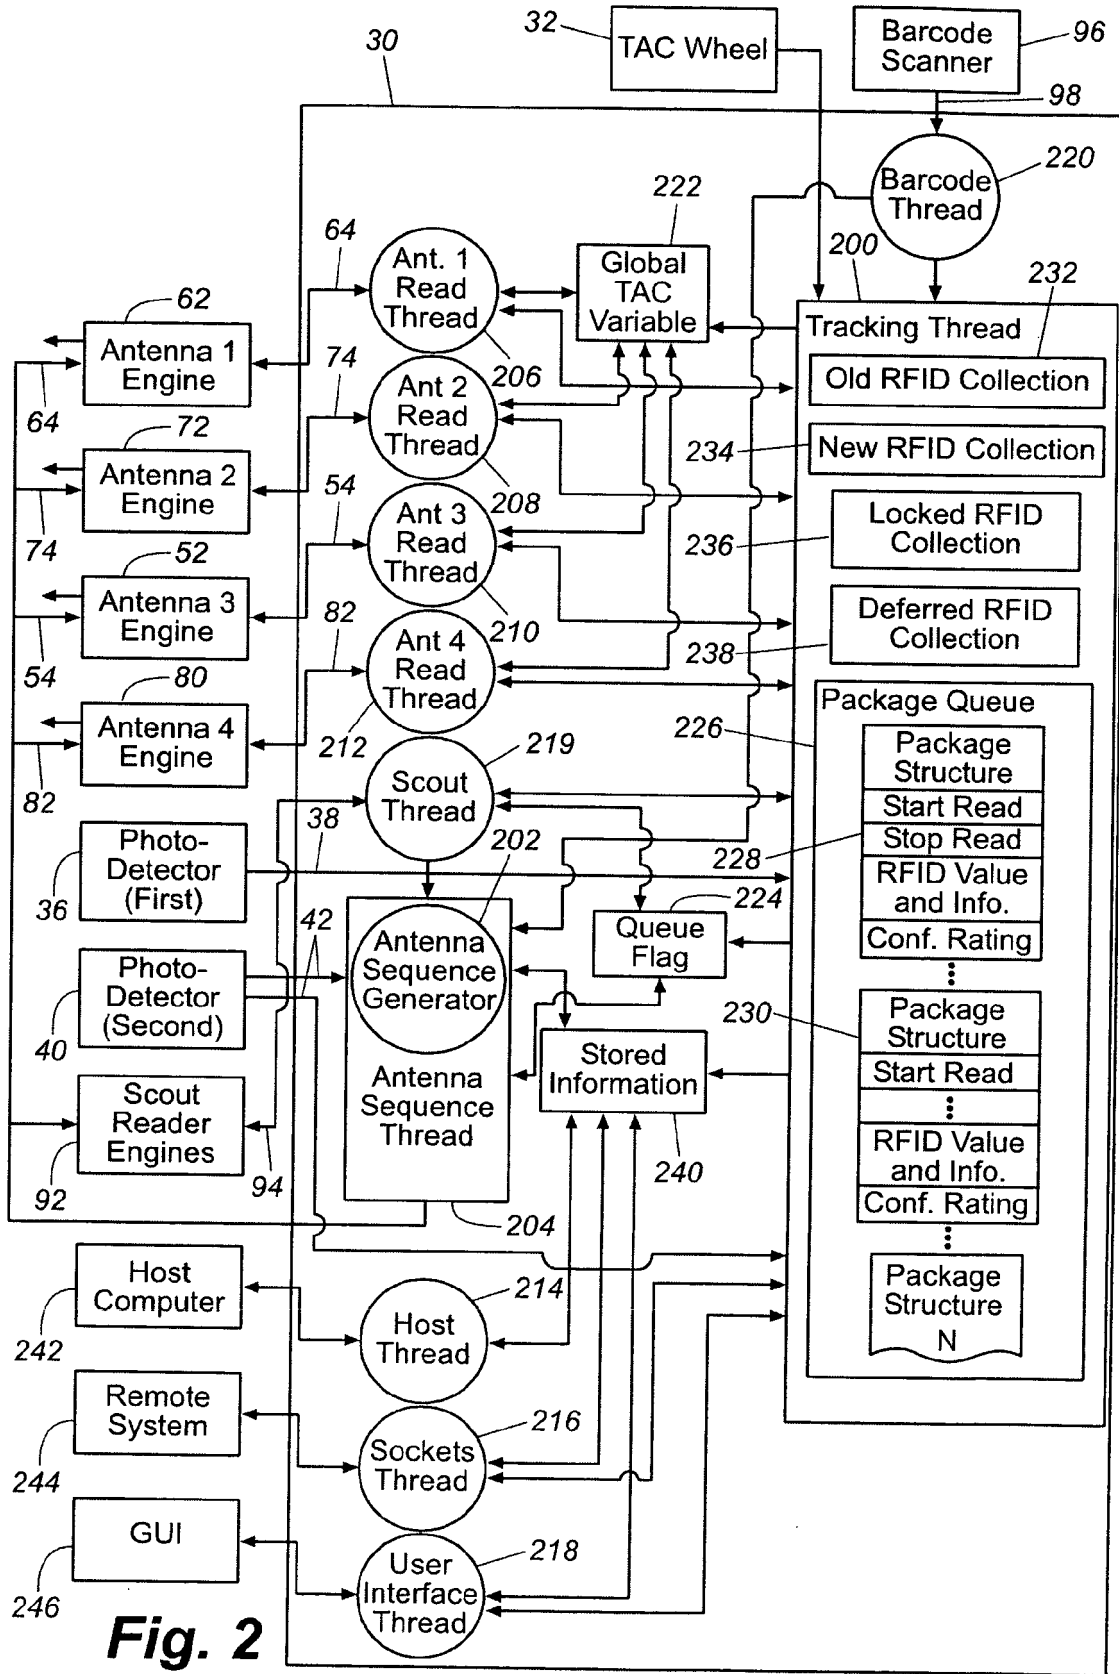 32
TAC Wheel
Barcode
Scanner
96
30
98
220
Barcode
Thread
222
200
232
64
Ant. 1
Read
Thread
Global
TAC
Variable
62
Tracking Thread
Antenna 1
Engine
74
206
Old RFID Collection
64
Ant 2
Read
Thread
72
234
New RFID Collection
Antenna 2
Engine
54
208
74
Ant 3
Read
Thread
Locked RFID
Collection
236
52
Antenna 3
Engine
82
210
Deferred RFID
Collection
238
54
Ant 4
Read
Thread
80
Antenna 4
Engine
212
Package Queue
226
219
Package
Structure
82
Scout
Thread
Start Read
38
Stop Read
228
Photo-
Detector
(First)
202
RFID Value
and Info.
36
224
Conf. Rating
42
Antenna
Sequence
Generator
Queue
Flag
Photo-
Detector
(Second)
230
Package
Structure
40
Stored
Information
Antenna
Sequence
Thread
Start Read
Scout
Reader
Engines
RFID Value
and Info.
240
92
94
Conf. Rating
204
Host
Computer
214
Package
Structure
N
Host
Thread
242
Remote
System
216
Sockets
Thread
244
GUI
218
User
Interface
Thread
246
Fig. 2